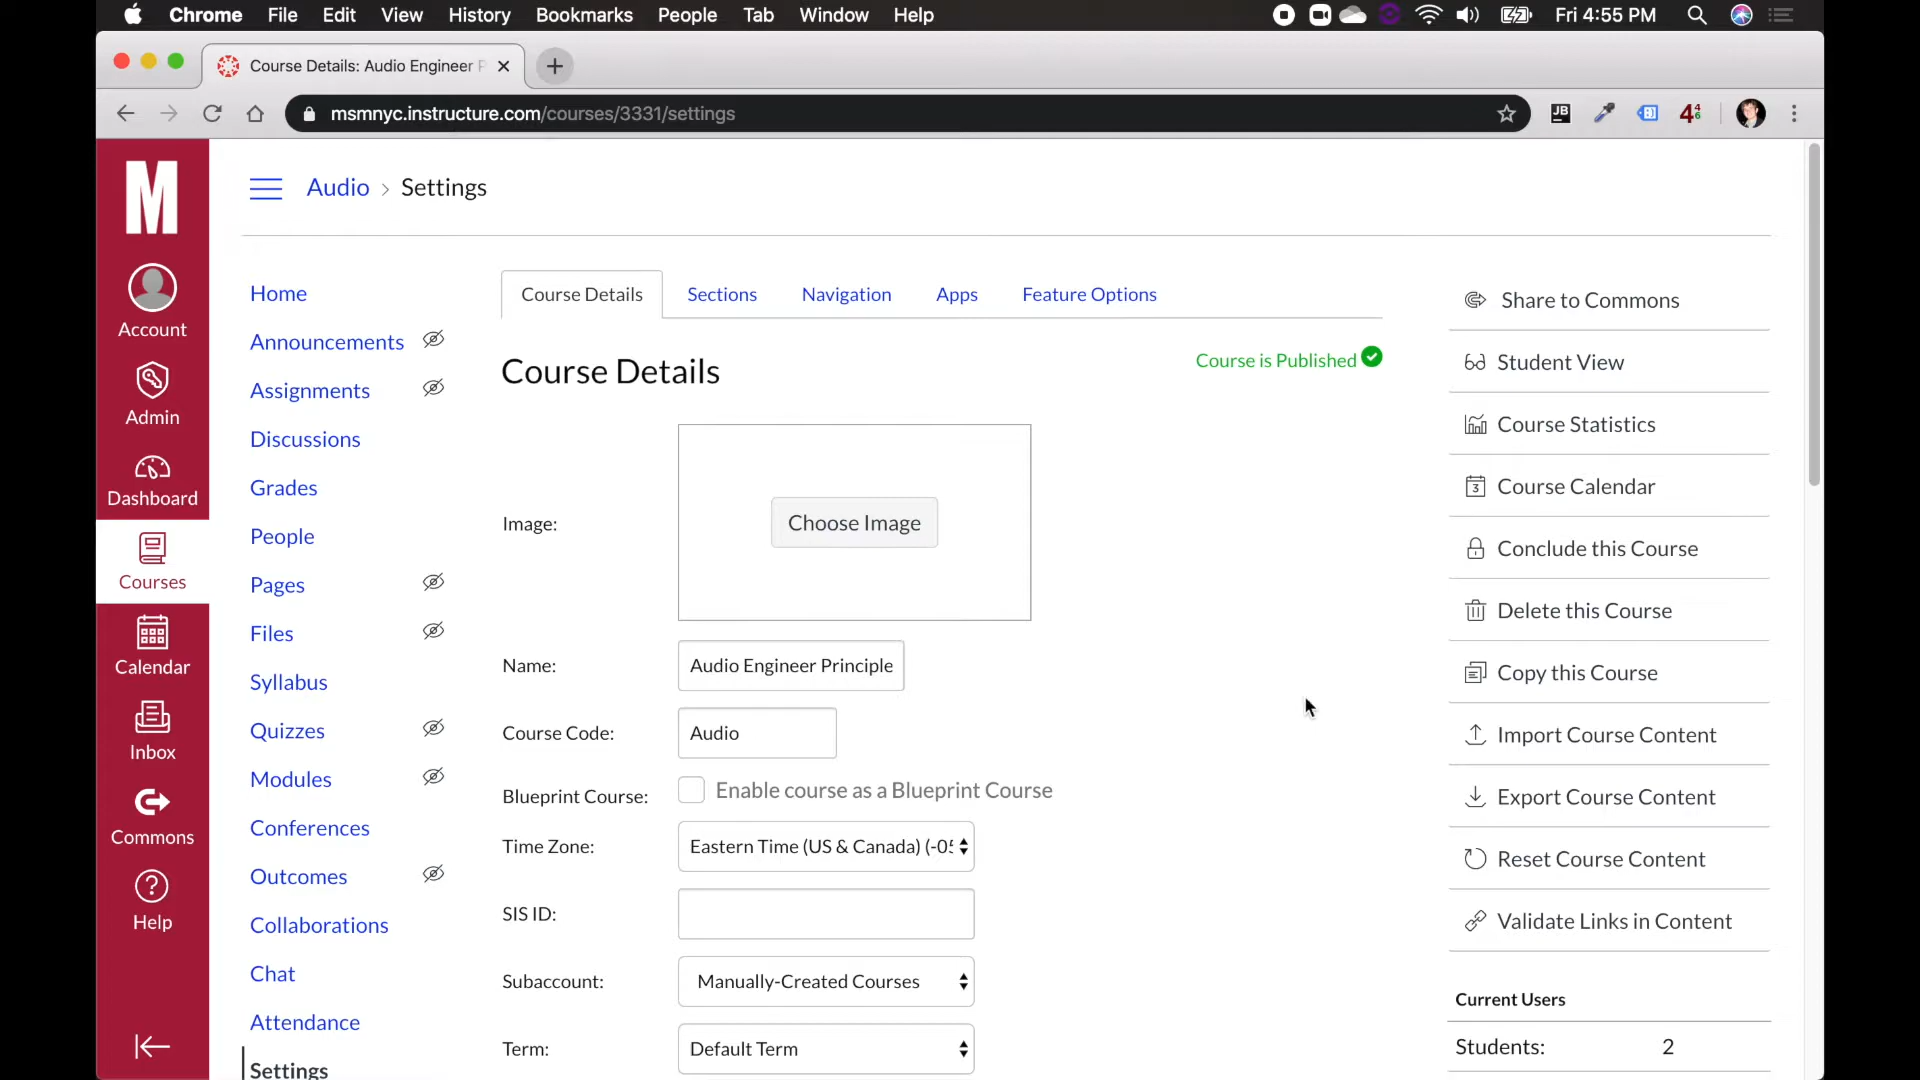 Chrome File Edit View History Bookmarks People Tab Window Help Fri 4:55 PM
Course Details: Audio Engineer P
msmnyc.instructure.com/courses/3331/settings
JB
4 4 6
M
Audio > Settings
Account
Admin
Dashboard
Courses
Calendar
Inbox
Commons
Help
Home
Announcements
Assignments
Discussions
Grades
People
Pages
Files
Syllabus
Quizzes
Modules
Conferences
Outcomes
Collaborations
Chat
Attendance
Settings
Course Details Sections Navigation Apps Feature Options
Course Details
Course is Published
Image: Choose Image
Name: Audio Engineer Principle
Course Code: Audio
Blueprint Course: Enable course as a Blueprint Course
Time Zone: Eastern Time (US & Canada) (-05
SIS ID:
Subaccount: Manually-Created Courses
Term: Default Term
Share to Commons
Student View
Course Statistics
3 Course Calendar
Conclude this Course
Delete this Course
Copy this Course
Import Course Content
Export Course Content
Reset Course Content
Validate Links in Content
Current Users
Students: 2